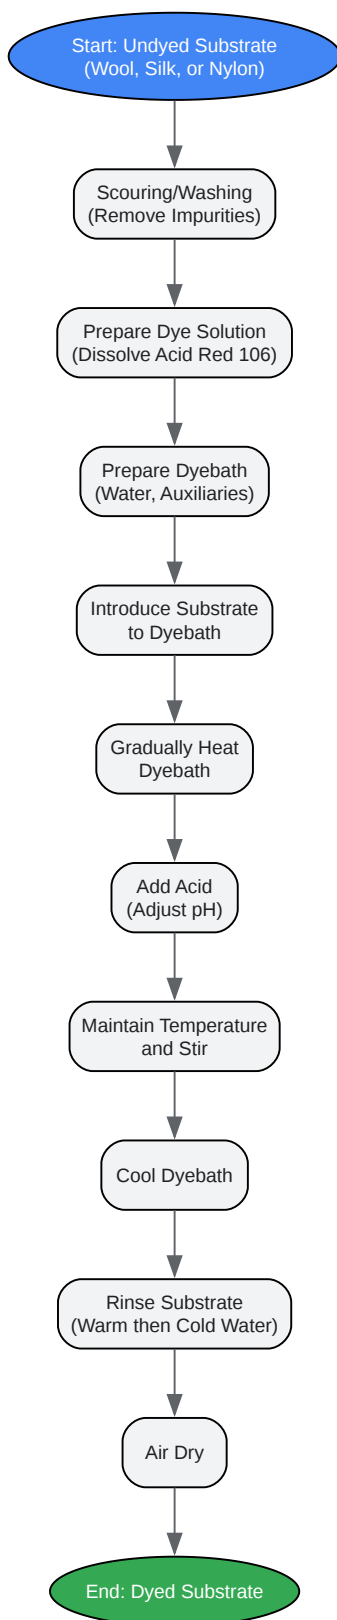 Start: Undyed Substrate
(Wool, Silk, or Nylon)
Scouring/Washing
(Remove Impurities)
Prepare Dye Solution
(Dissolve Acid Red 106)
Prepare Dyebath
(Water, Auxiliaries)
Introduce Substrate
to Dyebath
Gradually Heat
Dyebath
Add Acid
(Adjust pH)
Maintain Temperature
and Stir
Cool Dyebath
Rinse Substrate
(Warm then Cold Water)
Air Dry
End: Dyed Substrate